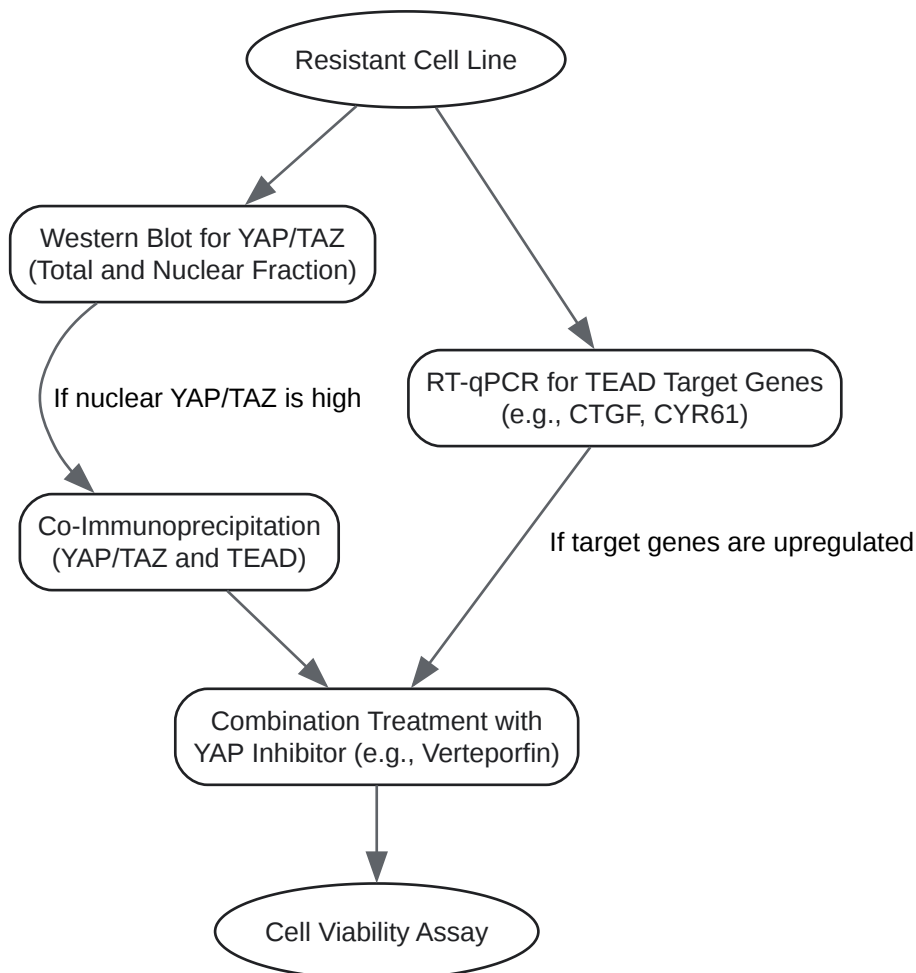 Resistant Cell Line
Western Blot for YAP/TAZ
(Total and Nuclear Fraction)
RT-qPCR for TEAD Target Genes
(e.g., CTGF, CYR61)
If nuclear YAP/TAZ is high
Co-Immunoprecipitation
(YAP/TAZ and TEAD)
If target genes are upregulated
Combination Treatment with
YAP Inhibitor (e.g., Verteporfin)
Cell Viability Assay